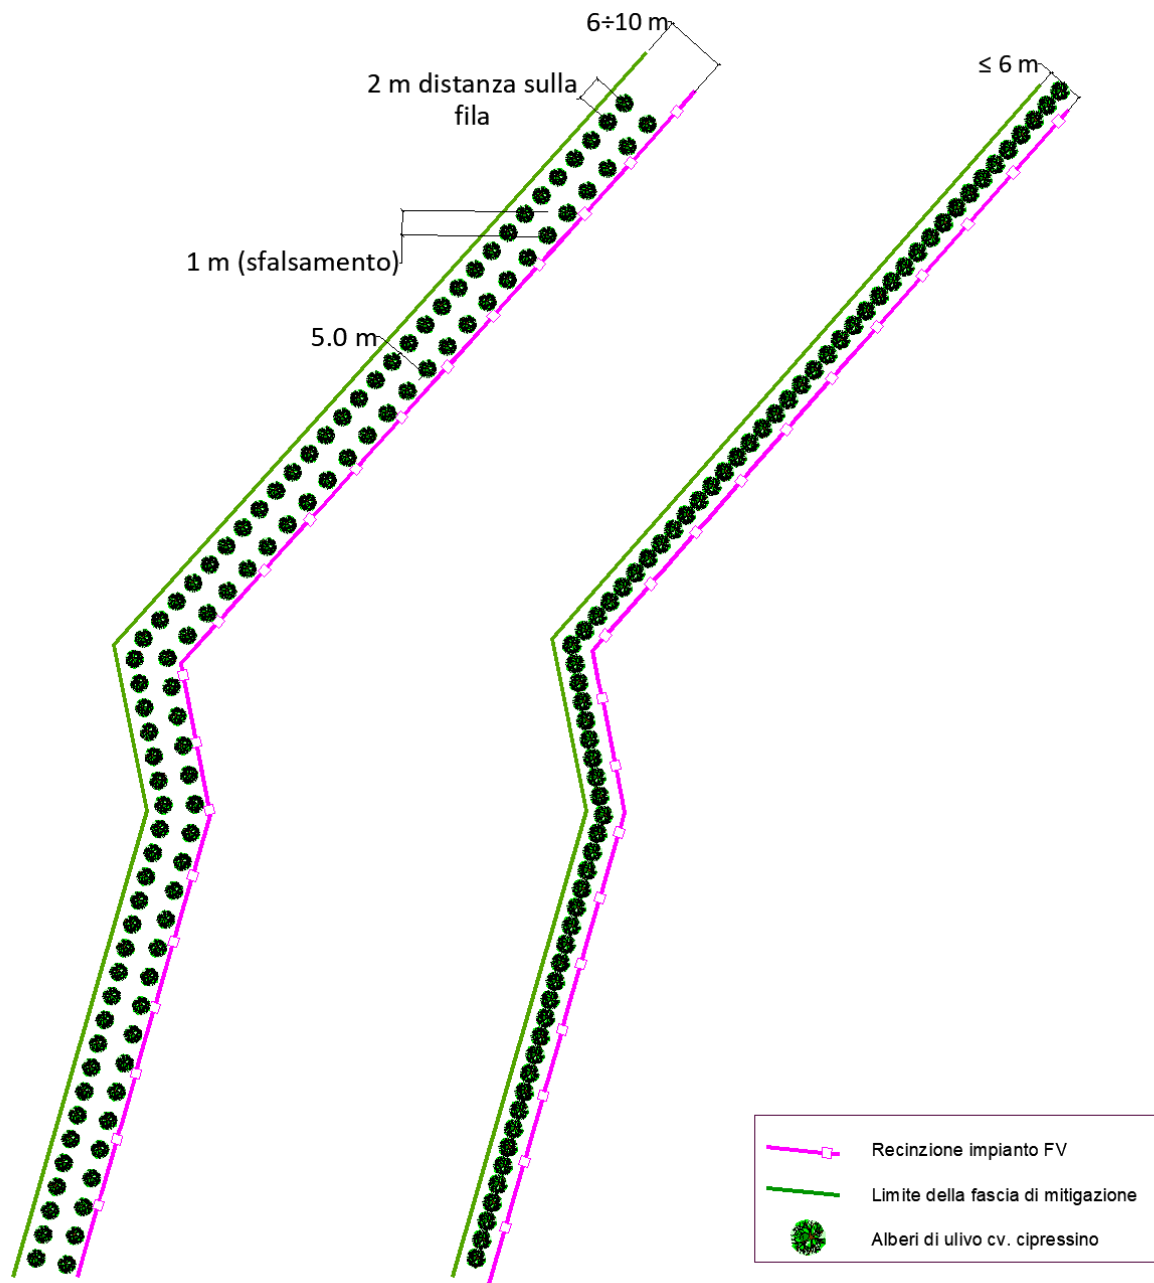 6÷10 m
≤ 6 m
2 m distanza sulla
fila
1 m (sfalsamento)
5.0 m
Recinzione impianto FV
Limite della fascia di mitigazione
Alberi di ulivo cv. cipressino